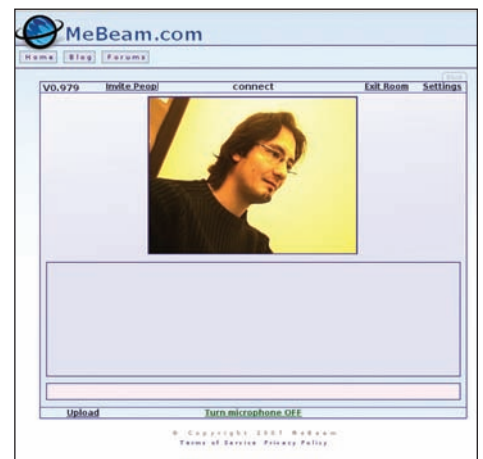 MeBeam.com
Home Blog Forums
V0.979 Invite Peopl connect Exit Room Settings
Upload Turn microphone OFF
© Copyright 2007 MeBeam
Terms of Service Privacy Policy